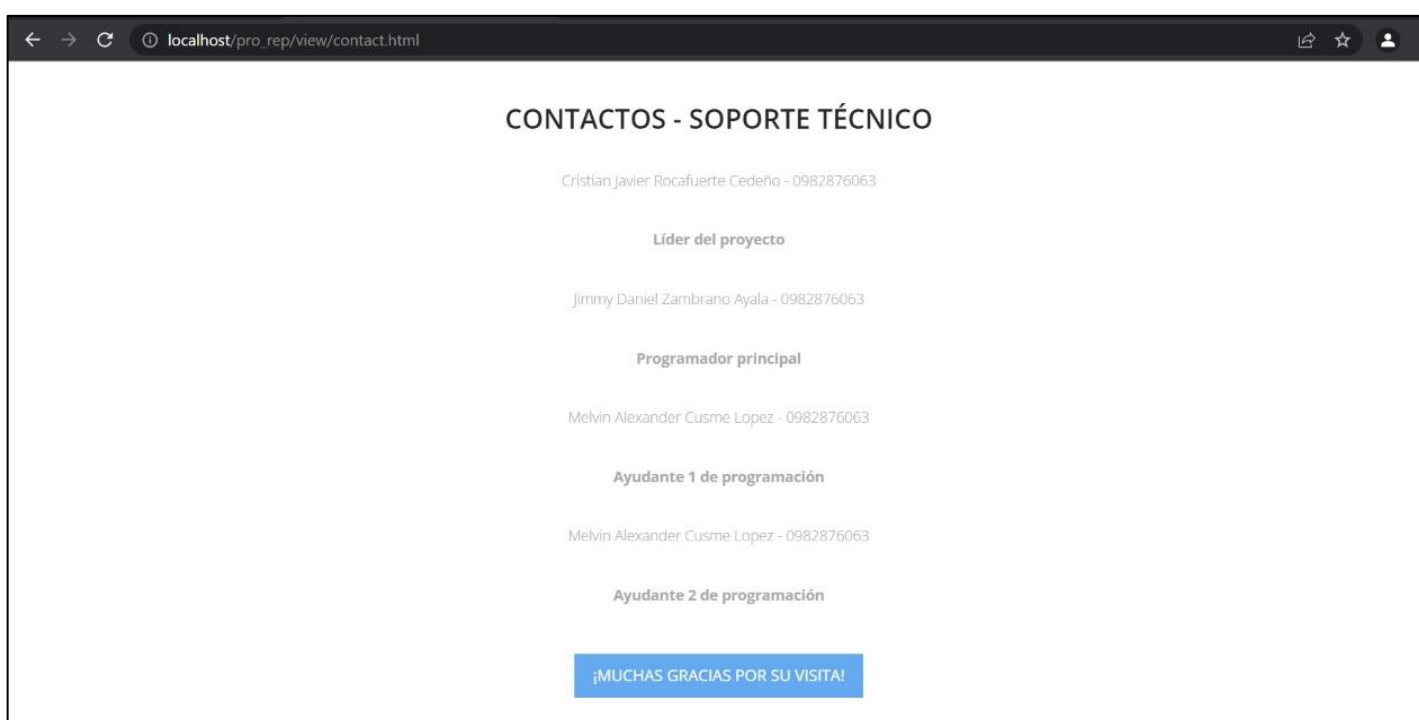 localhost/pro_rep/view/contact.html
CONTACTOS - SOPORTE TÉCNICO
Cristian Javier Rocafuerte Cedeño - 0982876063
Líder del proyecto
Jimmy Daniel Zambrano Ayala - 0982876063
Programador principal
Melvin Alexander Cusme Lopez - 0982876063
Ayudante 1 de programación
Melvin Alexander Cusme Lopez - 0982876063
Ayudante 2 de programación
¡MUCHAS GRACIAS POR SU VISITA!